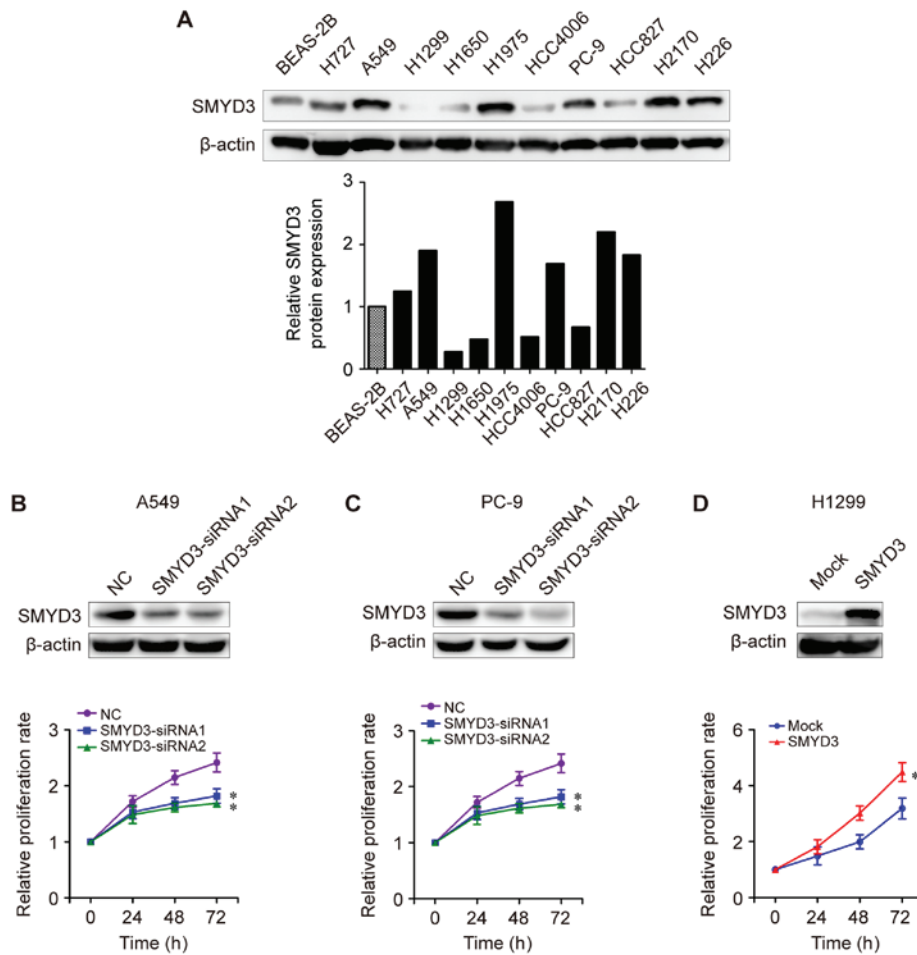 A
BEAS-2B H727 A549 H1299 H1650 H1975 HCC4006 PC-9 HCC827 H2170 H226
SMYD3
β-actin
Relative SMYD3
protein expression
3
2
1
0
BEAS-2B H727 A549 H1299 H1650 H1975 HCC4006 PC-9 HCC827 H2170 H226
B A549
NC SMYD3-siRNA1 SMYD3-siRNA2
SMYD3
β-actin
Relative proliferation rate
3
2
1
0
NC
SMYD3-siRNA1
SMYD3-siRNA2
*
*
0 24 48 72
Time (h)
C PC-9
NC SMYD3-siRNA1 SMYD3-siRNA2
SMYD3
β-actin
Relative proliferation rate
3
2
1
0
NC
SMYD3-siRNA1
SMYD3-siRNA2
*
*
0 24 48 72
Time (h)
D H1299
Mock SMYD3
SMYD3
β-actin
Relative proliferation rate
6
4
2
0
Mock
SMYD3
*
0 24 48 72
Time (h)